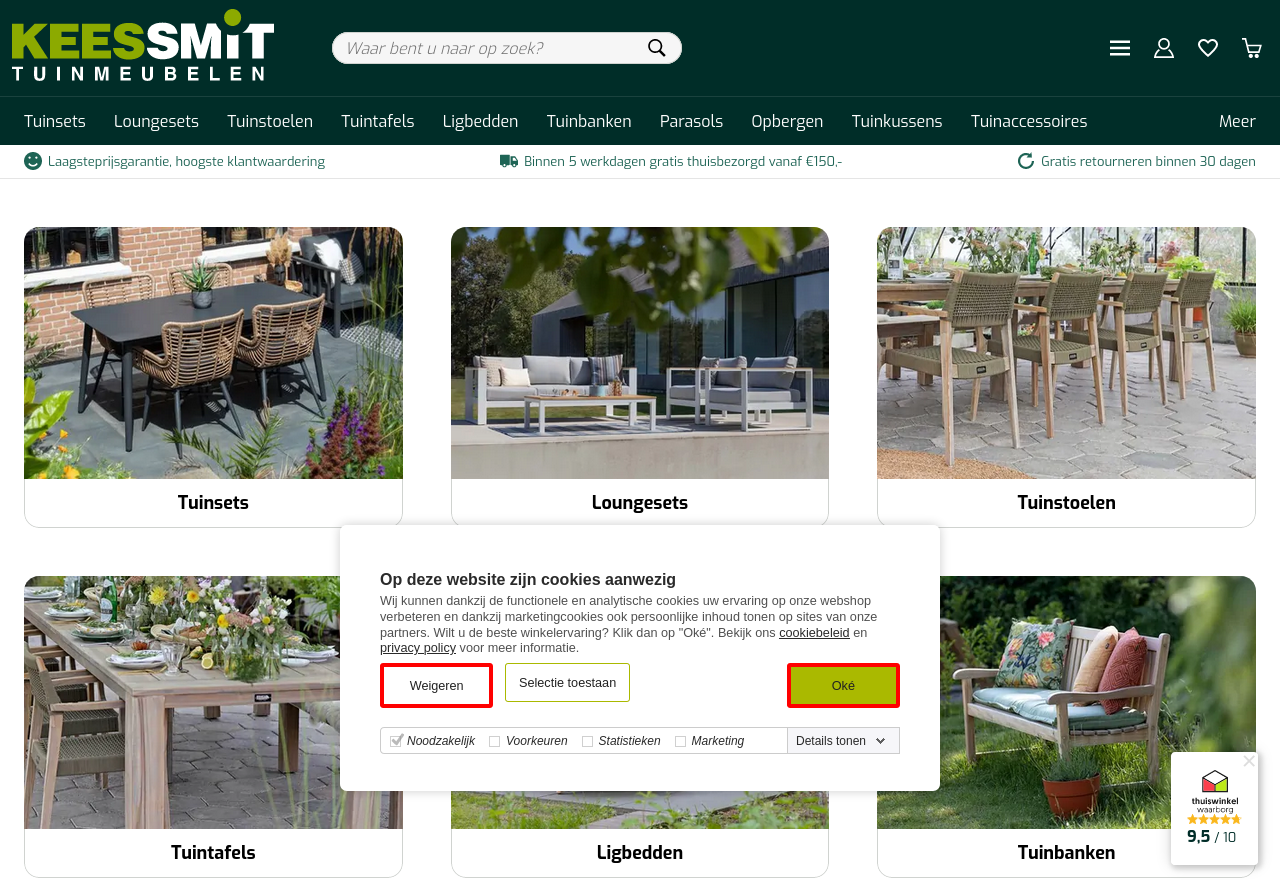 KEESSMIT
TUINMEUBELEN
Waar bent u naar op zoek?
Tuinsets Loungesets Tuinstoelen Tuintafels Ligbedden Tuinbanken Parasols Opbergen Tuinkussens Tuinaccessoires Meer
Laagsteprijsgarantie, hoogste klantwaardering Binnen 5 werkdagen gratis thuisbezorgd vanaf €150,- Gratis retourneren binnen 30 dagen
Tuinsets Loungesets Tuinstoelen
Op deze website zijn cookies aanwezig
Wij kunnen dankzij de functionele en analytische cookies uw ervaring op onze webshop
verbeteren en dankzij marketingcookies ook persoonlijke inhoud tonen op sites van onze
partners. Wilt u de beste winkelervaring? Klik dan op "Oké". Bekijk ons cookiebeleid en
privacy policy voor meer informatie.
Weigeren Selectie toestaan Oké
Noodzakelijk Voorkeuren Statistieken Marketing Details tonen
thuiswinkel
waarborg
9,5 / 10
Tuintafels Ligbedden Tuinbanken